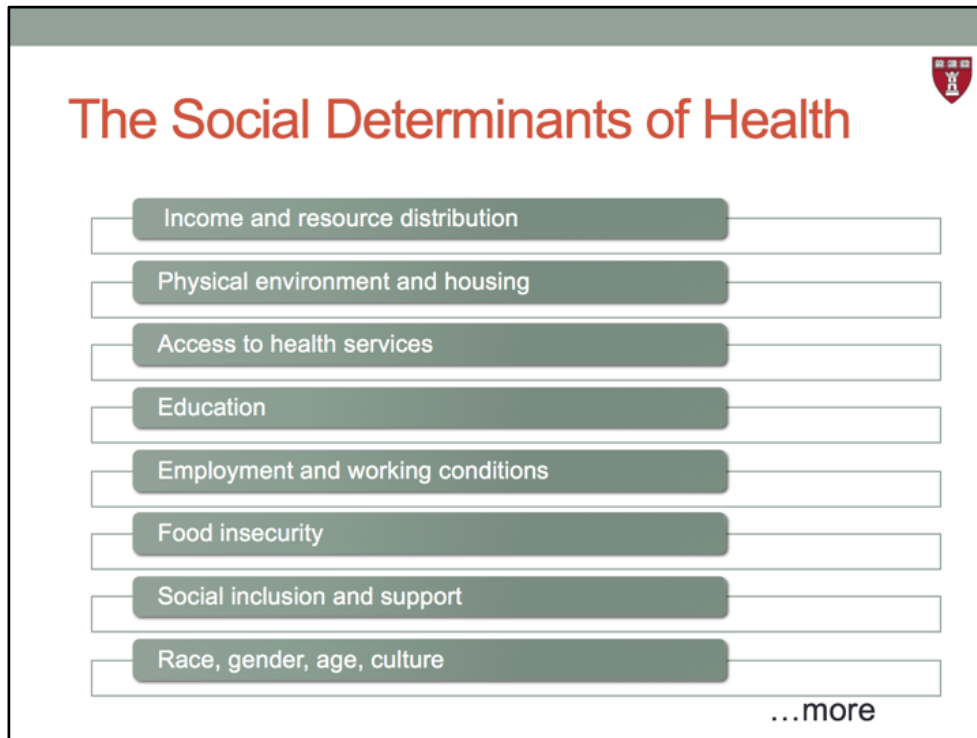 The Social Determinants of Health
Income and resource distribution
Physical environment and housing
Access to health services
Education
Employment and working conditions
Food insecurity
Social inclusion and support
Race, gender, age, culture
…more